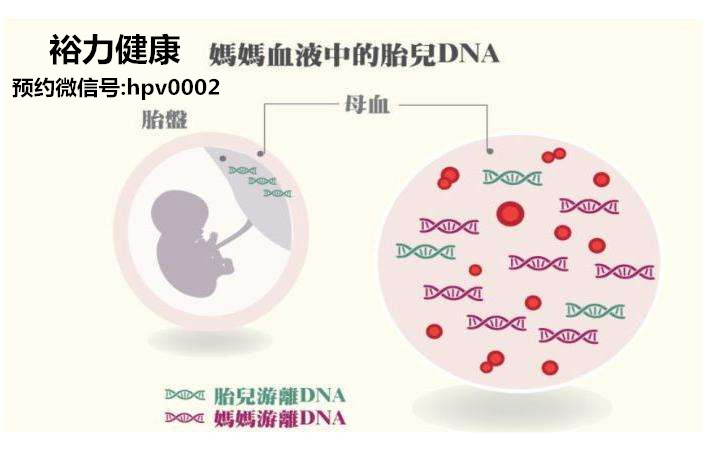 裕力健康
媽媽血液中的胎兒DNA
预约微信号:hpv0002
母血
胎盤
胎兒游離DNA
媽媽游離DNA